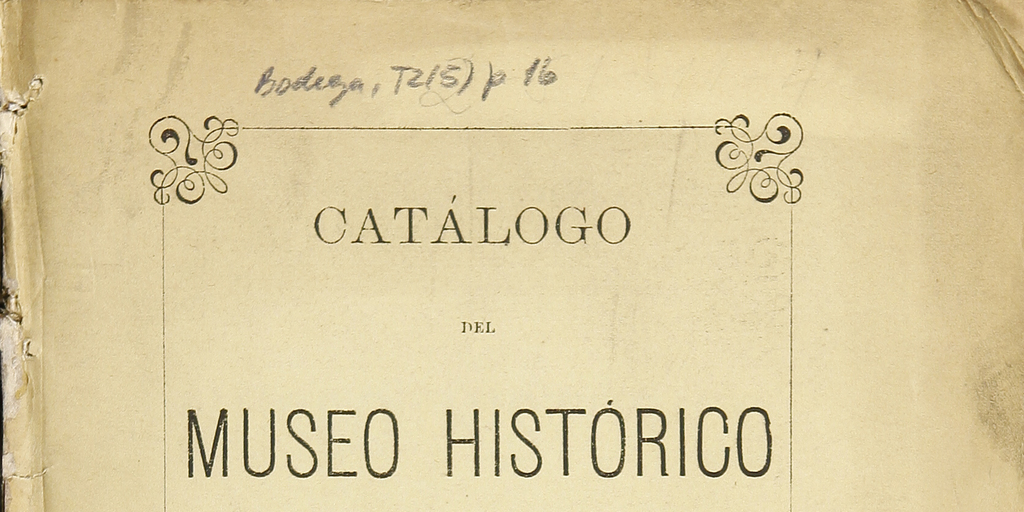 Bodega, T2(5) p 16
CATÁLOGO
DEL
MUSEO HISTÓRICO